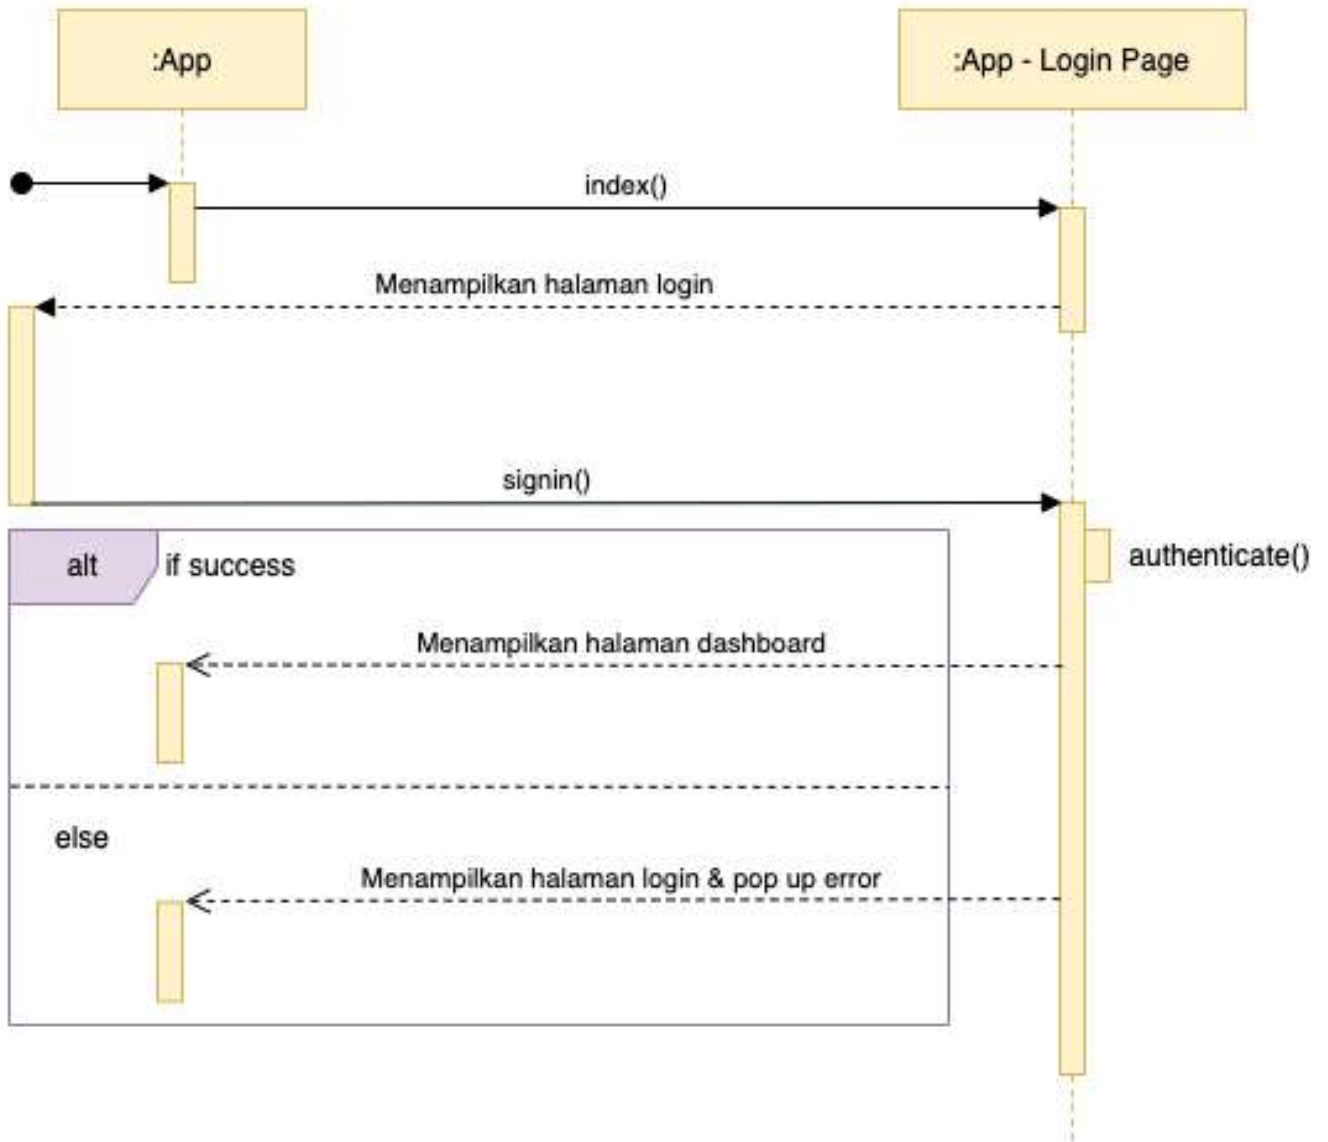 :App
:App - Login Page
index()
Menampilkan halaman login
signin()
alt
if success
authenticate()
Menampilkan halaman dashboard
else
Menampilkan halaman login & pop up error